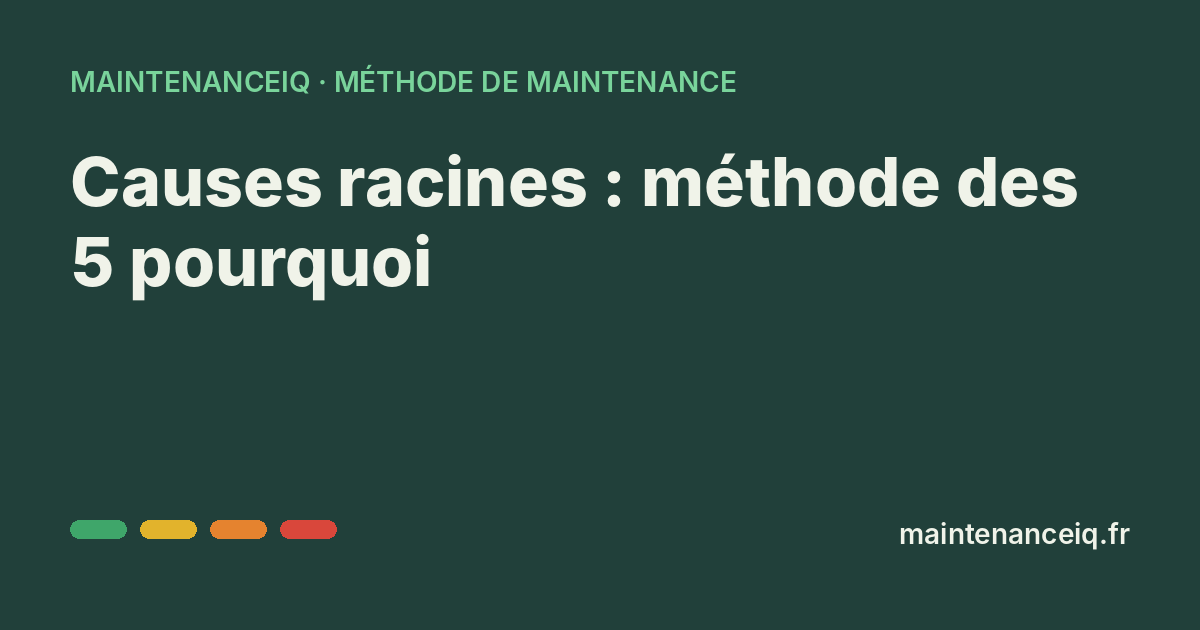 MAINTENANCEIQ · MÉTHODE DE MAINTENANCE
Causes racines : méthode des
5 pourquoi
maintenanceiq.fr